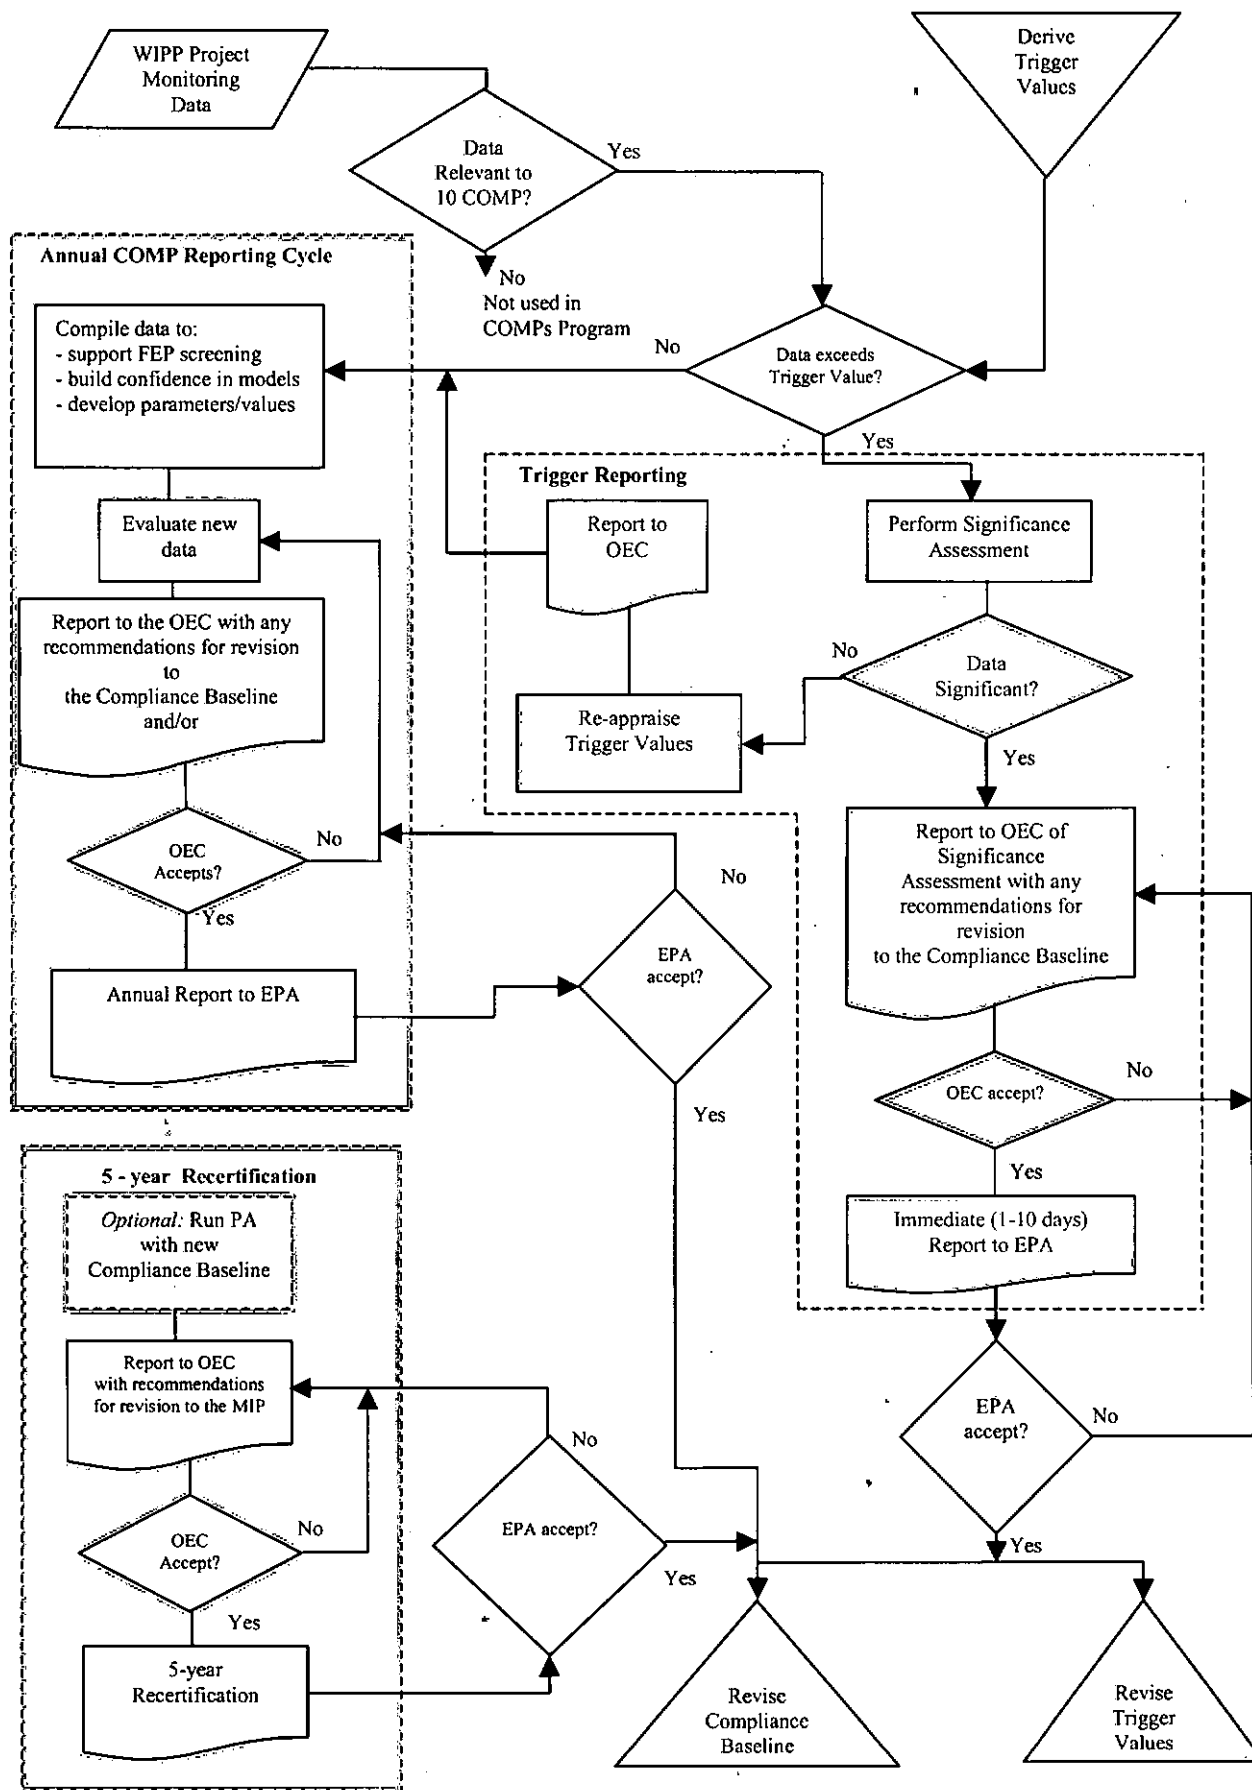 WIPP Project
Monitoring
Data
Derive
Trigger
Values
Data
Relevant to
10 COMP?
Yes
No
Not used in
COMPs Program
Annual COMP Reporting Cycle
Compile data to:
- support FEP screening
- build confidence in models
- develop parameters/values
No
Data exceeds
Trigger Value?
Yes
Trigger Reporting
Evaluate new
data
Report to
OEC
Perform Significance
Assessment
Report to the OEC with any
recommendations for revision
to
the Compliance Baseline
and/or
No
Data
Significant?
Re-appraise
Trigger Values
Yes
OEC
Accepts?
No
Yes
Report to OEC of
Significance
Assessment with any
recommendations for
revision
to the Compliance Baseline
No
EPA
accept?
Annual Report to EPA
Yes
OEC accept?
No
Yes
5 - year Recertification
Optional: Run PA
with new
Compliance Baseline
Immediate (1-10 days)
Report to EPA
Report to OEC
with recommendations
for revision to the MIP
EPA
accept?
No
No
EPA accept?
Yes
OEC
Accept?
No
Yes
Yes
5-year
Recertification
Revise
Compliance
Baseline
Revise
Trigger
Values